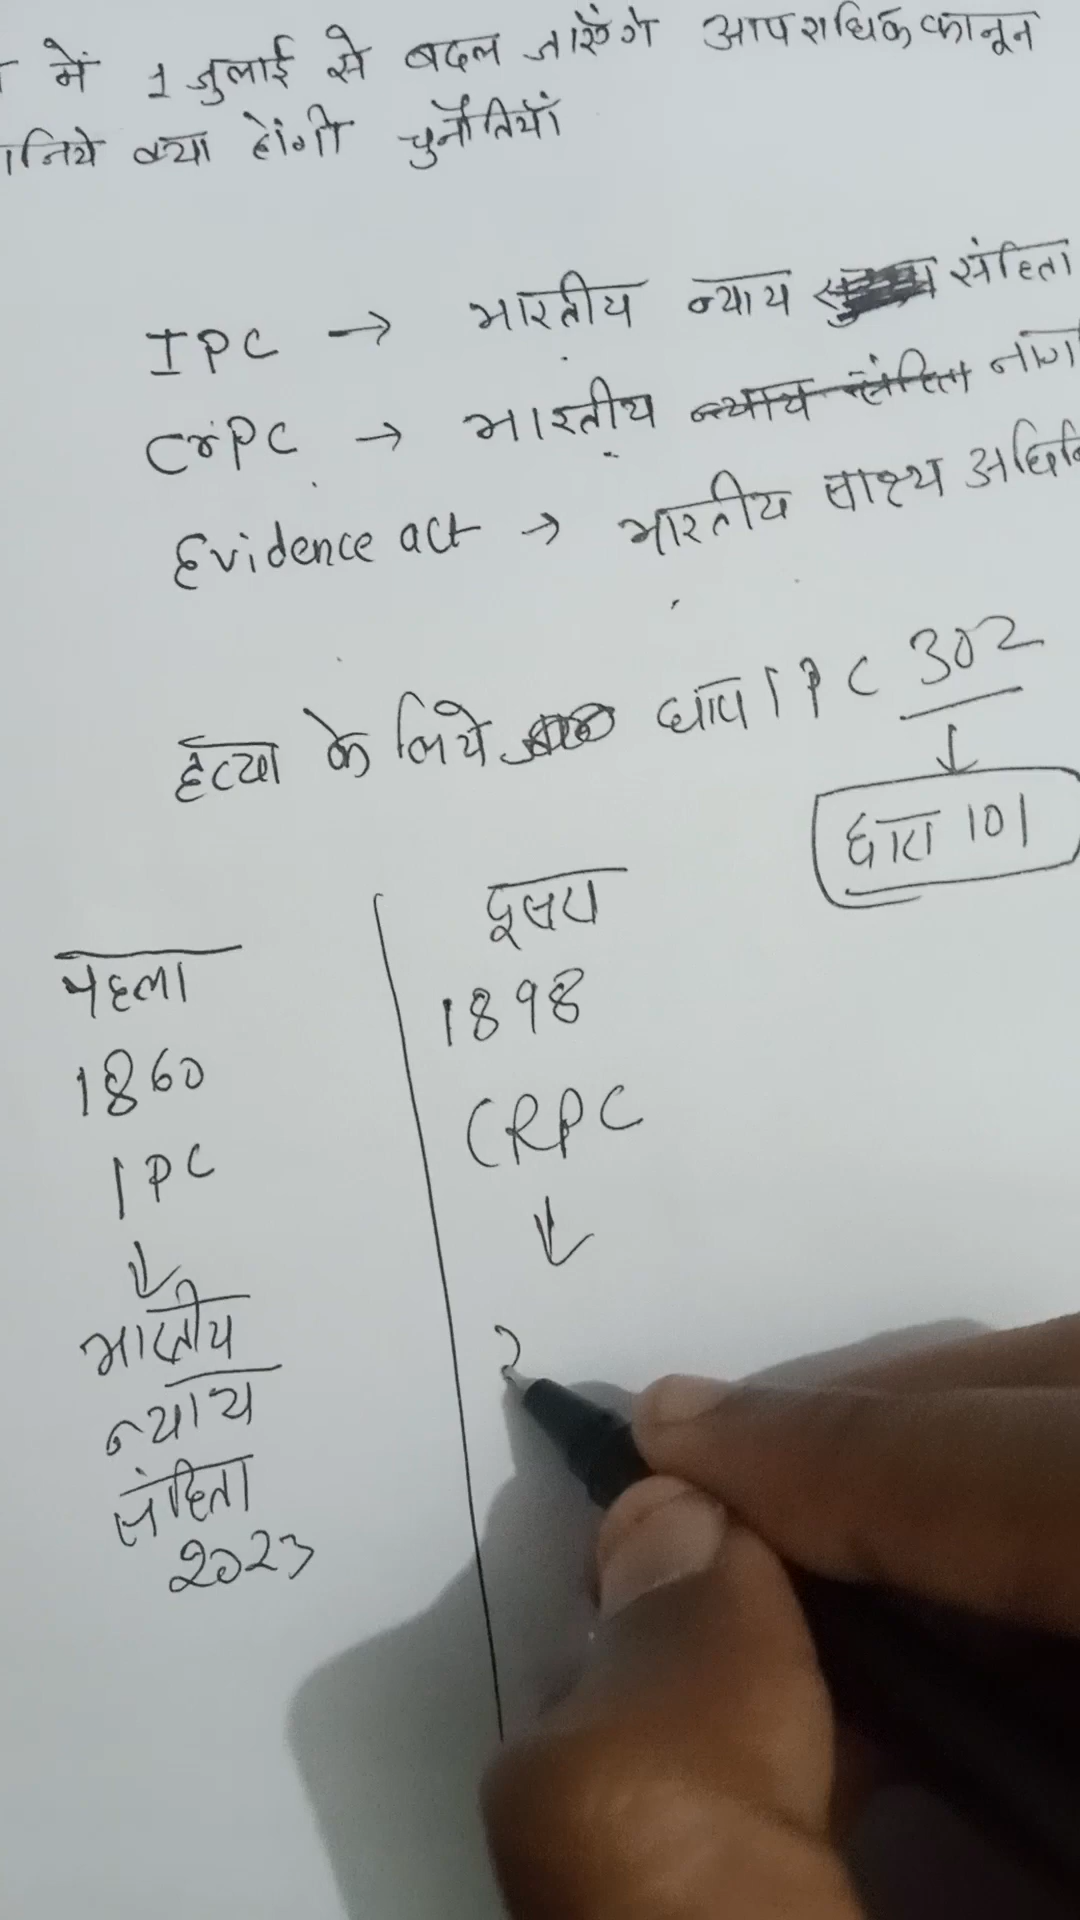 में 1 जुलाई से बदल जाऐंगे आपराधिक कानून
क्या होंगी चुनौतियाँ
IPC → भारतीय न्याय संहिता
CrPC → भारतीय न्याय संहिता
Evidence act → भारतीय साक्ष्य
हत्या के लिये IPC 302
↓
धारा 101
पहला
1860
IPC
↓
भारतीय
न्याय
संहिता
2023
दूसरा
1898
CRPC
↓